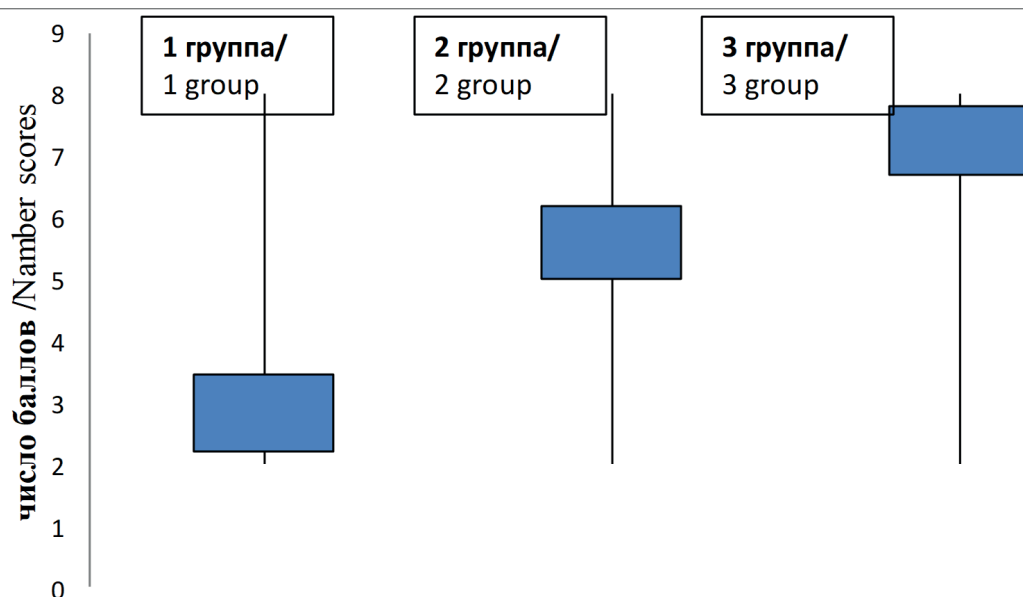 число баллов /Namber scores
9
8
7
6
5
4
3
2
1
0
1 группа/
1 group
2 группа/
2 group
3 группа/
3 group